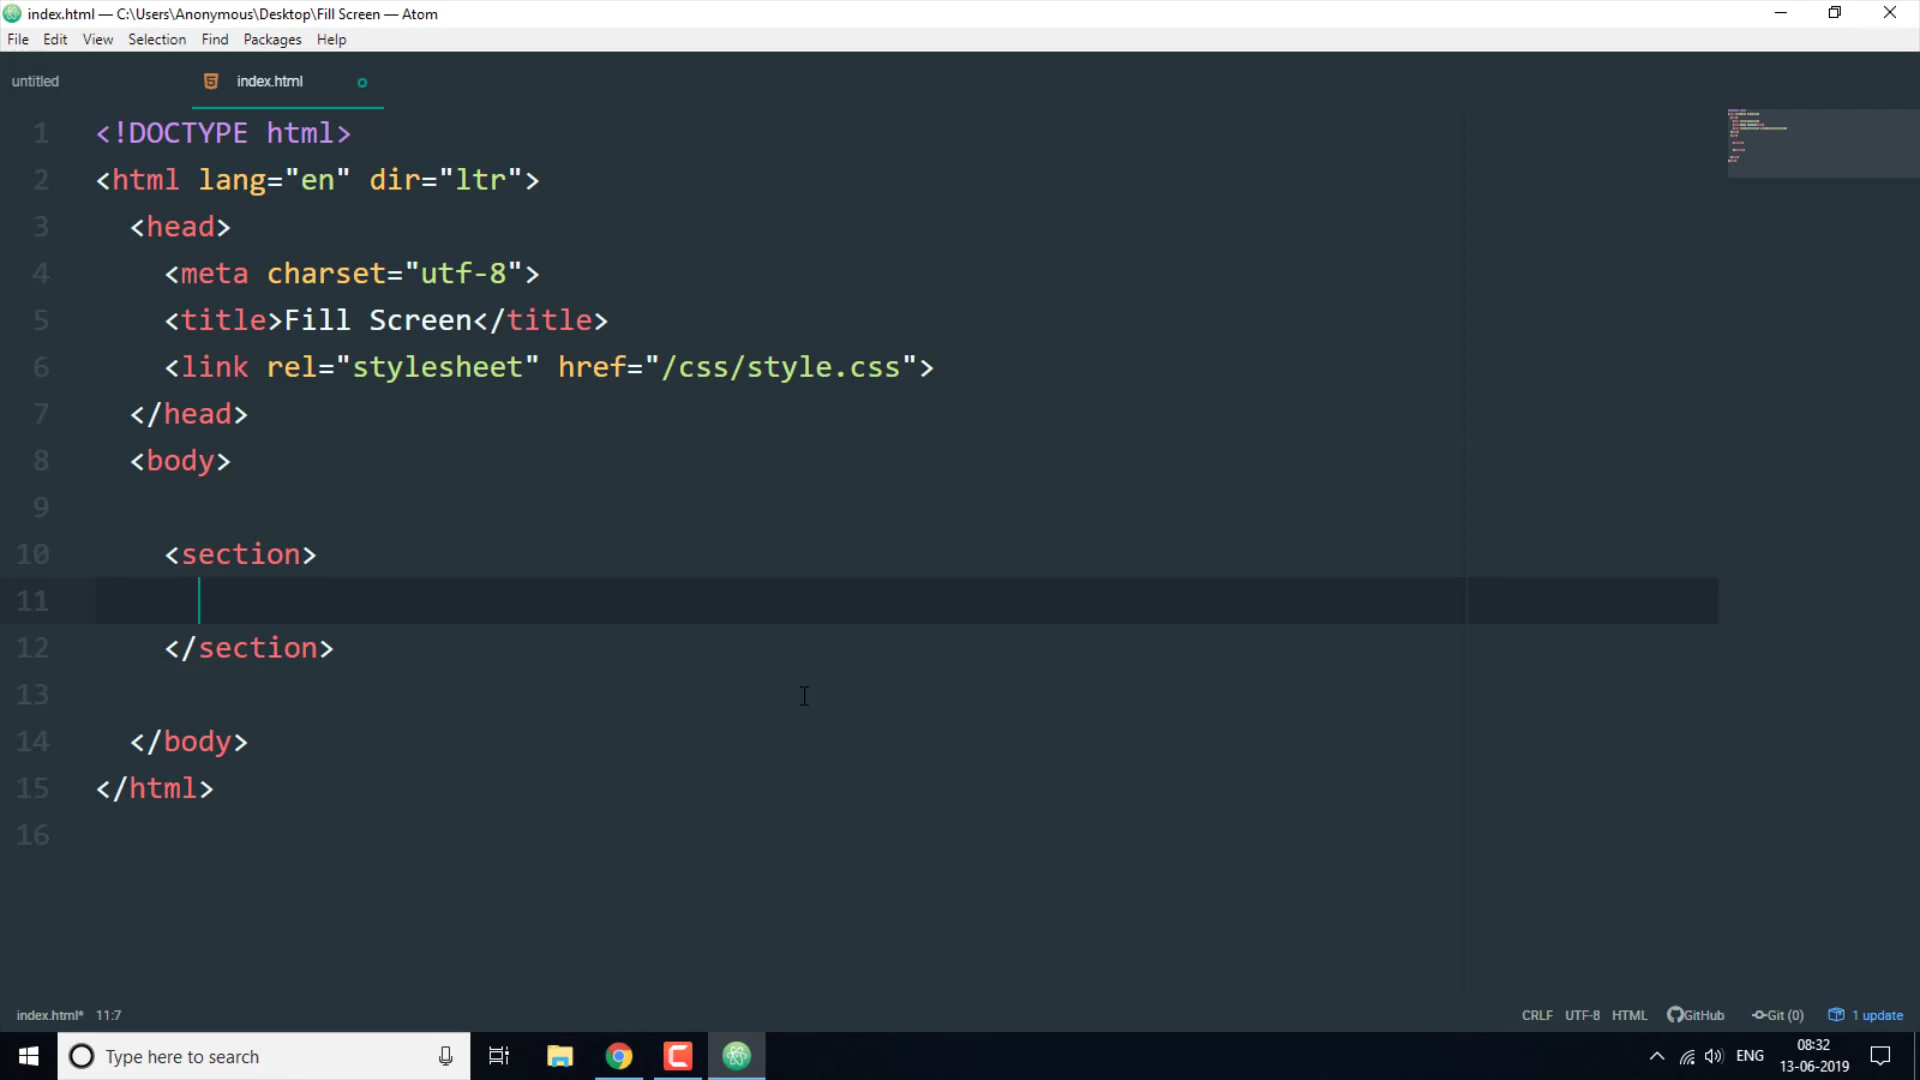 index.html — C:\Users\Anonymous\Desktop\Fill Screen — Atom
File Edit View Selection Find Packages Help
untitled index.html
1 <!DOCTYPE html>
2 <html lang="en" dir="ltr">
3 <head>
4 <meta charset="utf-8">
5 <title>Fill Screen</title>
6 <link rel="stylesheet" href="/css/style.css">
7 </head>
8 <body>
9
10 <section>
11
12 </section>
13
14 </body>
15 </html>
16
index.html* 11:7 CRLF UTF-8 HTML GitHub Git (0) 1 update
Type here to search ENG 08:32
13-06-2019